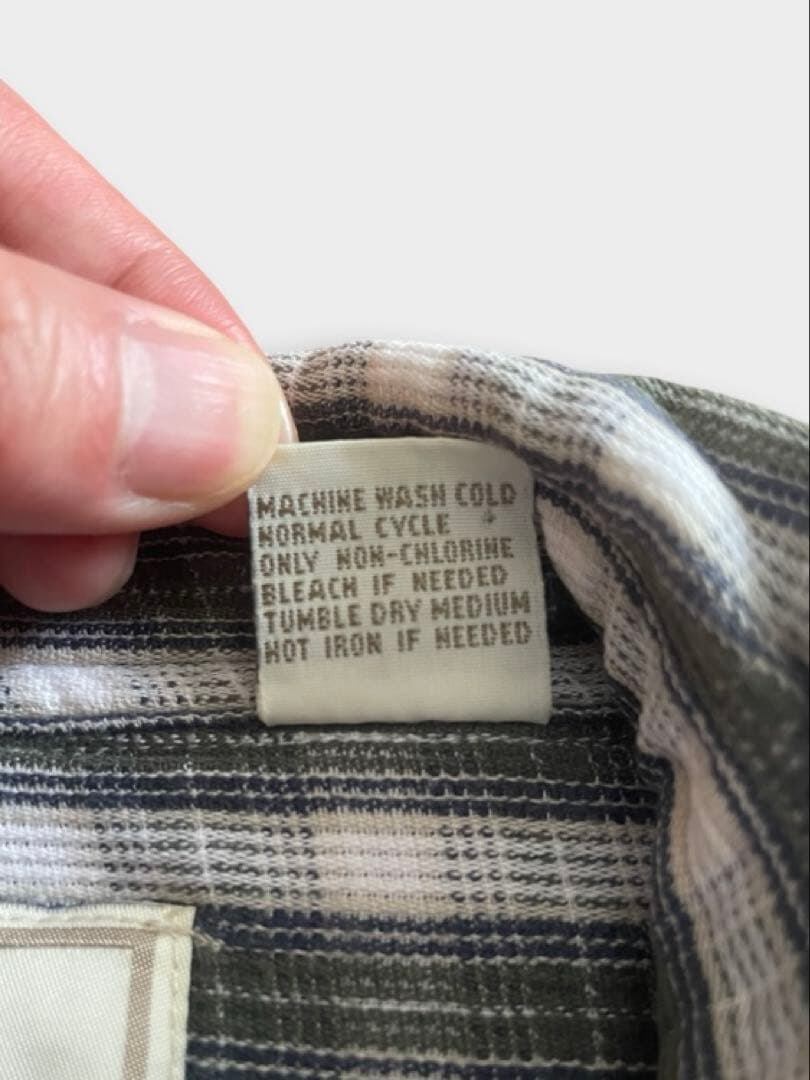 MACHINE WASH COLD
NORMAL CYCLE
ONLY NON-CHLORINE
BLEACH IF NEEDED
TUMBLE DRY MEDIUM
HOT IRON IF NEEDED